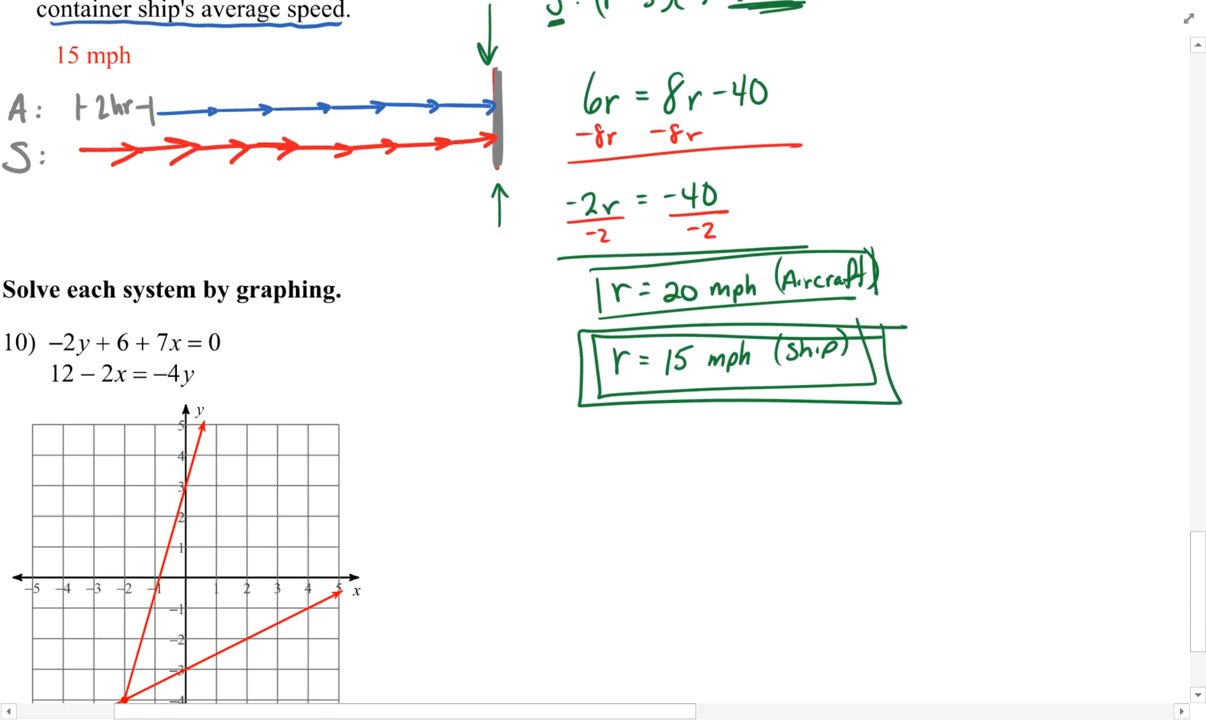 container ship's average speed.
15 mph
A: |-2hr-|
S:
6r = 8r - 40
-8r -8r
-2r = -40
-2 -2
r = 20 mph (Aircraft)
r = 15 mph (ship)
Solve each system by graphing.
10) −2y + 6 + 7x = 0
12 − 2x = −4y
y
5
4
3
2
1
−5 −4 −3 −2 −1 1 2 3 4 5 x
−1
−2
−3
−4